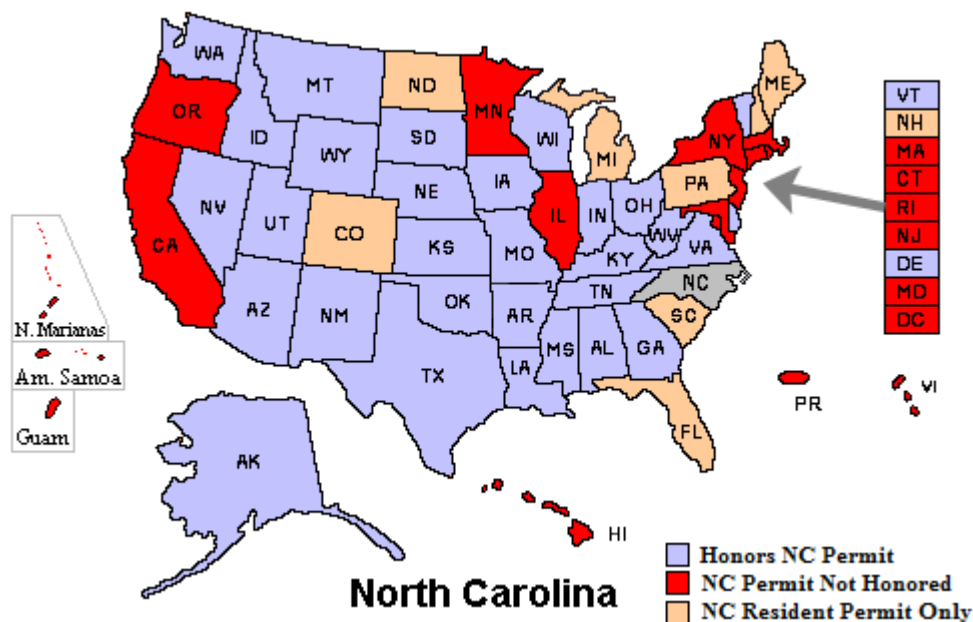 WA
MT
ND
MN
ME
VT
OR
NH
ID
SD
WI
NY
MA
WY
MI
CT
PA
IA
RI
NE
NV
OH
IN
NJ
UT
IL
CO
WV
DE
CA
KS
MO
VA
KY
MD
NC
DC
TN
OK
AZ
NM
AR
SC
N. Marianas
MS
AL
GA
LA
Am. Samoa
TX
VI
PR
Guam
FL
AK
HI
Honors NC Permit
North Carolina
NC Permit Not Honored
NC Resident Permit Only